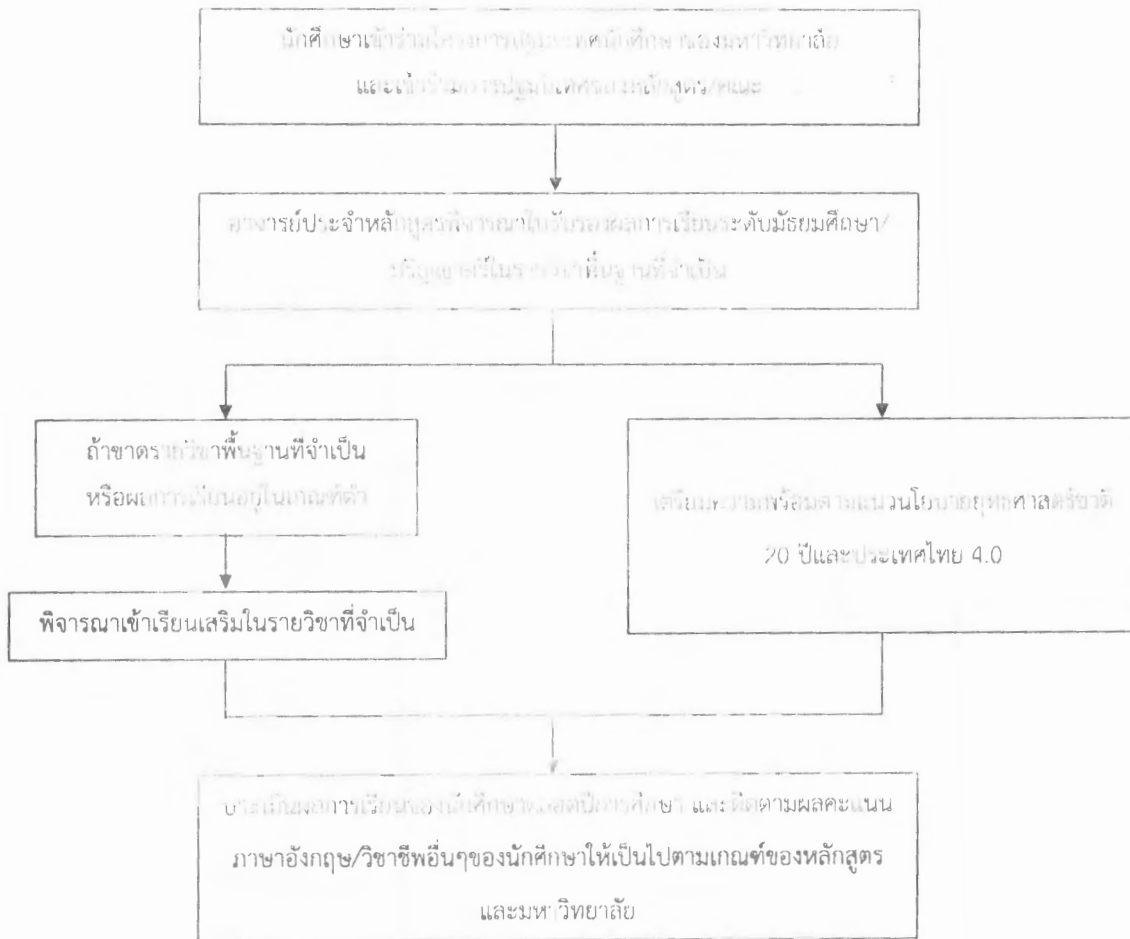 นักศึกษาเข้าร่วมโครงการปฐมนิเทศนักศึกษาของมหาวิทยาลัย
และเข้าร่วมการปฐมนิเทศของหลักสูตร/คณะ
อาจารย์ประจำหลักสูตรพิจารณาใบรับรองผลการเรียนระดับมัธยมศึกษา/
ปริญญาตรีในรายวิชาพื้นฐานที่จำเป็น
ถ้าขาดรายวิชาพื้นฐานที่จำเป็น
หรือผลการเรียนอยู่ในเกณฑ์ต่ำ
พิจารณาเข้าเรียนเสริมในรายวิชาที่จำเป็น
เตรียมความพร้อมตามแนวนโยบายยุทธศาสตร์ชาติ
20 ปีและประเทศไทย 4.0
ประเมินผลการเรียนของนักศึกษาตลอดปีการศึกษา และติดตามผลคะแนน
ภาษาอังกฤษ/วิชาชีพอื่นๆของนักศึกษาให้เป็นไปตามเกณฑ์ของหลักสูตร
และมหาวิทยาลัย